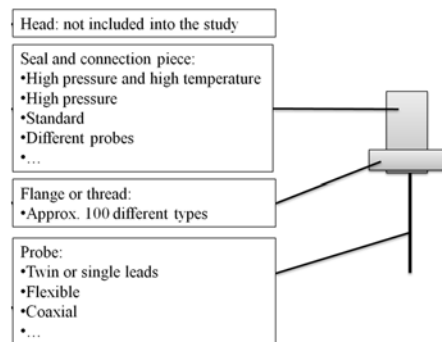 Head: not included into the study
Seal and connection piece:
•High pressure and high temperature
•High pressure
•Standard
•Different probes
•…
Flange or thread:
•Approx. 100 different types
Probe:
•Twin or single leads
•Flexible
•Coaxial
•…